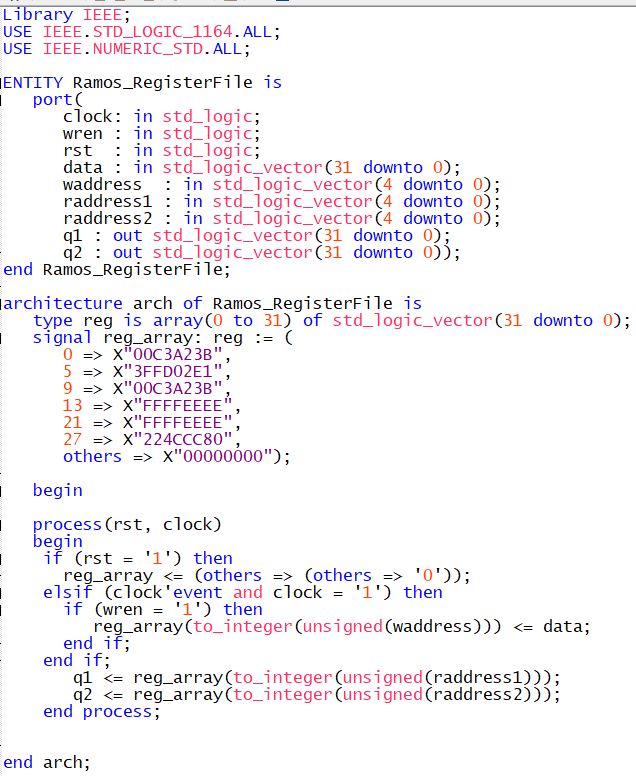 Library IEEE;
USE IEEE.STD_LOGIC_1164.ALL;
USE IEEE.NUMERIC_STD.ALL;
ENTITY Ramos_RegisterFile is
port(
clock: in std_logic;
wren : in std_logic;
rst  : in std_logic;
data : in std_logic_vector(31 downto 0);
waddress  : in std_logic_vector(4 downto 0);
raddress1 : in std_logic_vector(4 downto 0);
raddress2 : in std_logic_vector(4 downto 0);
q1 : out std_logic_vector(31 downto 0);
q2 : out std_logic_vector(31 downto 0));
end Ramos_RegisterFile;
architecture arch of Ramos_RegisterFile is
type reg is array(0 to 31) of std_logic_vector(31 downto 0);
signal reg_array: reg := (
0 => X"00C3A23B",
5 => X"3FFD02E1",
9 => X"00C3A23B",
13 => X"FFFFEEEE",
21 => X"FFFFEEEE",
27 => X"224CCC80",
others => X"00000000");
begin
process(rst, clock)
begin
if (rst = '1') then
reg_array <= (others => (others => '0'));
elsif (clock'event and clock = '1') then
if (wren = '1') then
reg_array(to_integer(unsigned(waddress))) <= data;
end if;
end if;
q1 <= reg_array(to_integer(unsigned(raddress1)));
q2 <= reg_array(to_integer(unsigned(raddress2)));
end process;
end arch;